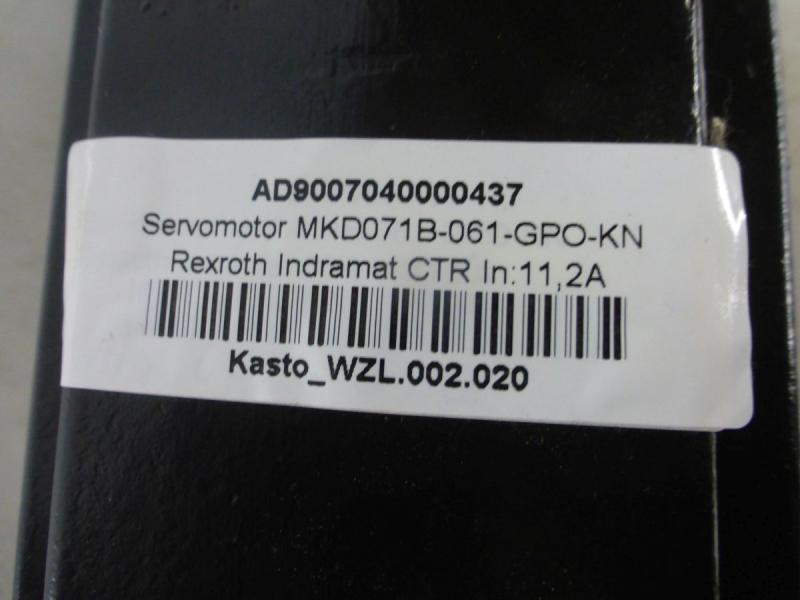 AD9007040000437
Servomotor MKD071B-061-GPO-KN
Rexroth Indramat CTR In:11,2A
Kasto_WZL.002.020